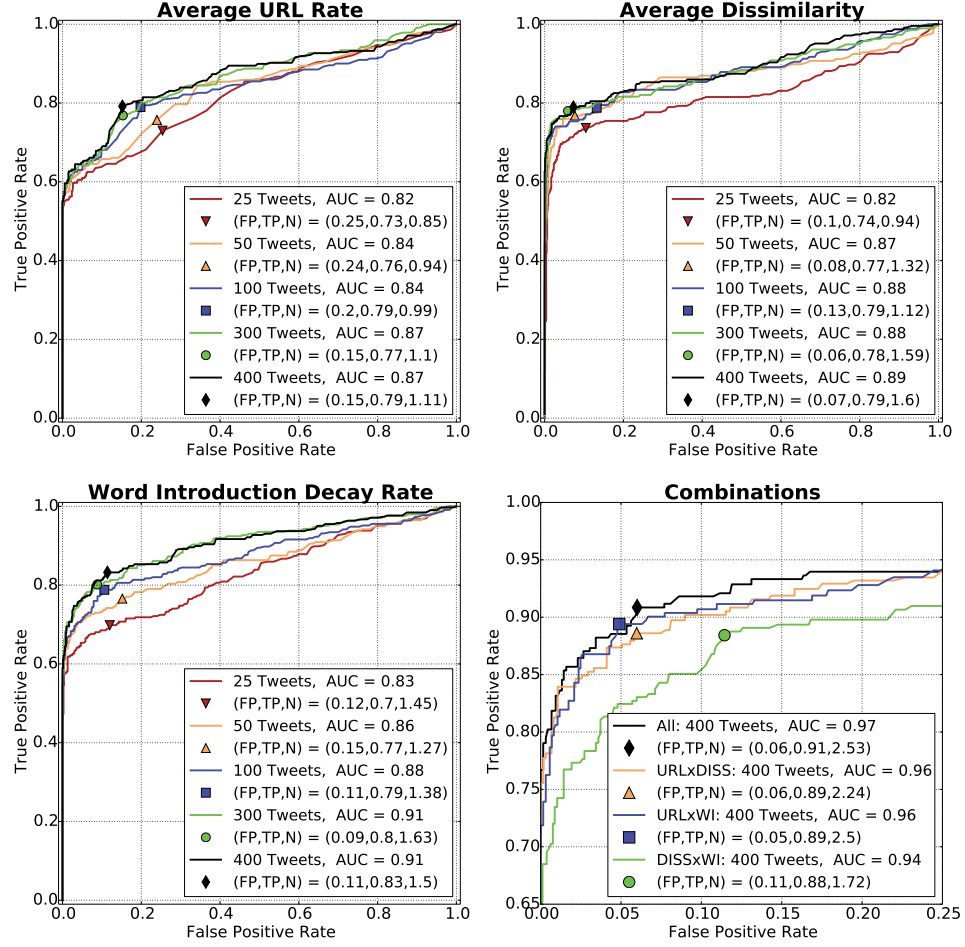 Average URL Rate
True Positive Rate
1.0
0.8
0.6
0.4
0.2
0.0
0.0 0.2 0.4 0.6 0.8 1.0
False Positive Rate
25 Tweets, AUC = 0.82
(FP,TP,N) = (0.25,0.73,0.85)
50 Tweets, AUC = 0.84
(FP,TP,N) = (0.24,0.76,0.94)
100 Tweets, AUC = 0.84
(FP,TP,N) = (0.2,0.79,0.99)
300 Tweets, AUC = 0.87
(FP,TP,N) = (0.15,0.77,1.1)
400 Tweets, AUC = 0.87
(FP,TP,N) = (0.15,0.79,1.11)
Average Dissimilarity
True Positive Rate
1.0
0.8
0.6
0.4
0.2
0.0
0.0 0.2 0.4 0.6 0.8 1.0
False Positive Rate
25 Tweets, AUC = 0.82
(FP,TP,N) = (0.1,0.74,0.94)
50 Tweets, AUC = 0.87
(FP,TP,N) = (0.08,0.77,1.32)
100 Tweets, AUC = 0.88
(FP,TP,N) = (0.13,0.79,1.12)
300 Tweets, AUC = 0.88
(FP,TP,N) = (0.06,0.78,1.59)
400 Tweets, AUC = 0.89
(FP,TP,N) = (0.07,0.79,1.6)
Word Introduction Decay Rate
True Positive Rate
1.0
0.8
0.6
0.4
0.2
0.0
0.0 0.2 0.4 0.6 0.8 1.0
False Positive Rate
25 Tweets, AUC = 0.83
(FP,TP,N) = (0.12,0.7,1.45)
50 Tweets, AUC = 0.86
(FP,TP,N) = (0.15,0.77,1.27)
100 Tweets, AUC = 0.88
(FP,TP,N) = (0.11,0.79,1.38)
300 Tweets, AUC = 0.91
(FP,TP,N) = (0.09,0.8,1.63)
400 Tweets, AUC = 0.91
(FP,TP,N) = (0.11,0.83,1.5)
Combinations
True Positive Rate
1.00
0.95
0.90
0.85
0.80
0.75
0.70
0.65
0.00 0.05 0.10 0.15 0.20 0.25
False Positive Rate
All: 400 Tweets, AUC = 0.97
(FP,TP,N) = (0.06,0.91,2.53)
URLxDISS: 400 Tweets, AUC = 0.96
(FP,TP,N) = (0.06,0.89,2.24)
URLxWI: 400 Tweets, AUC = 0.96
(FP,TP,N) = (0.05,0.89,2.5)
DISSxWI: 400 Tweets, AUC = 0.94
(FP,TP,N) = (0.11,0.88,1.72)